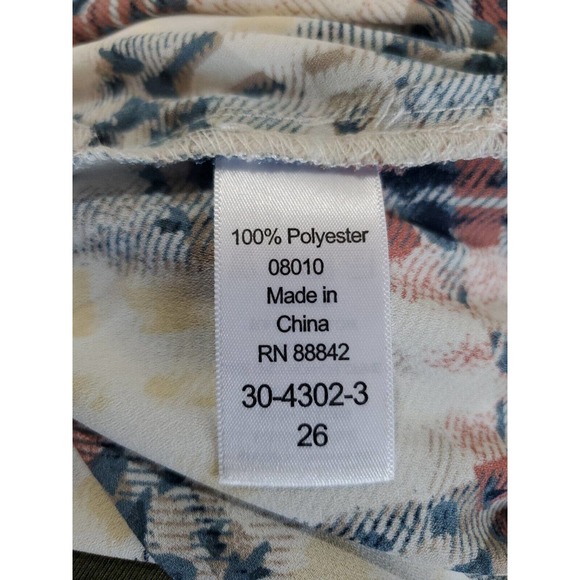 100% Polyester
08010
Made in
China
RN 88842
30-4302-3
26